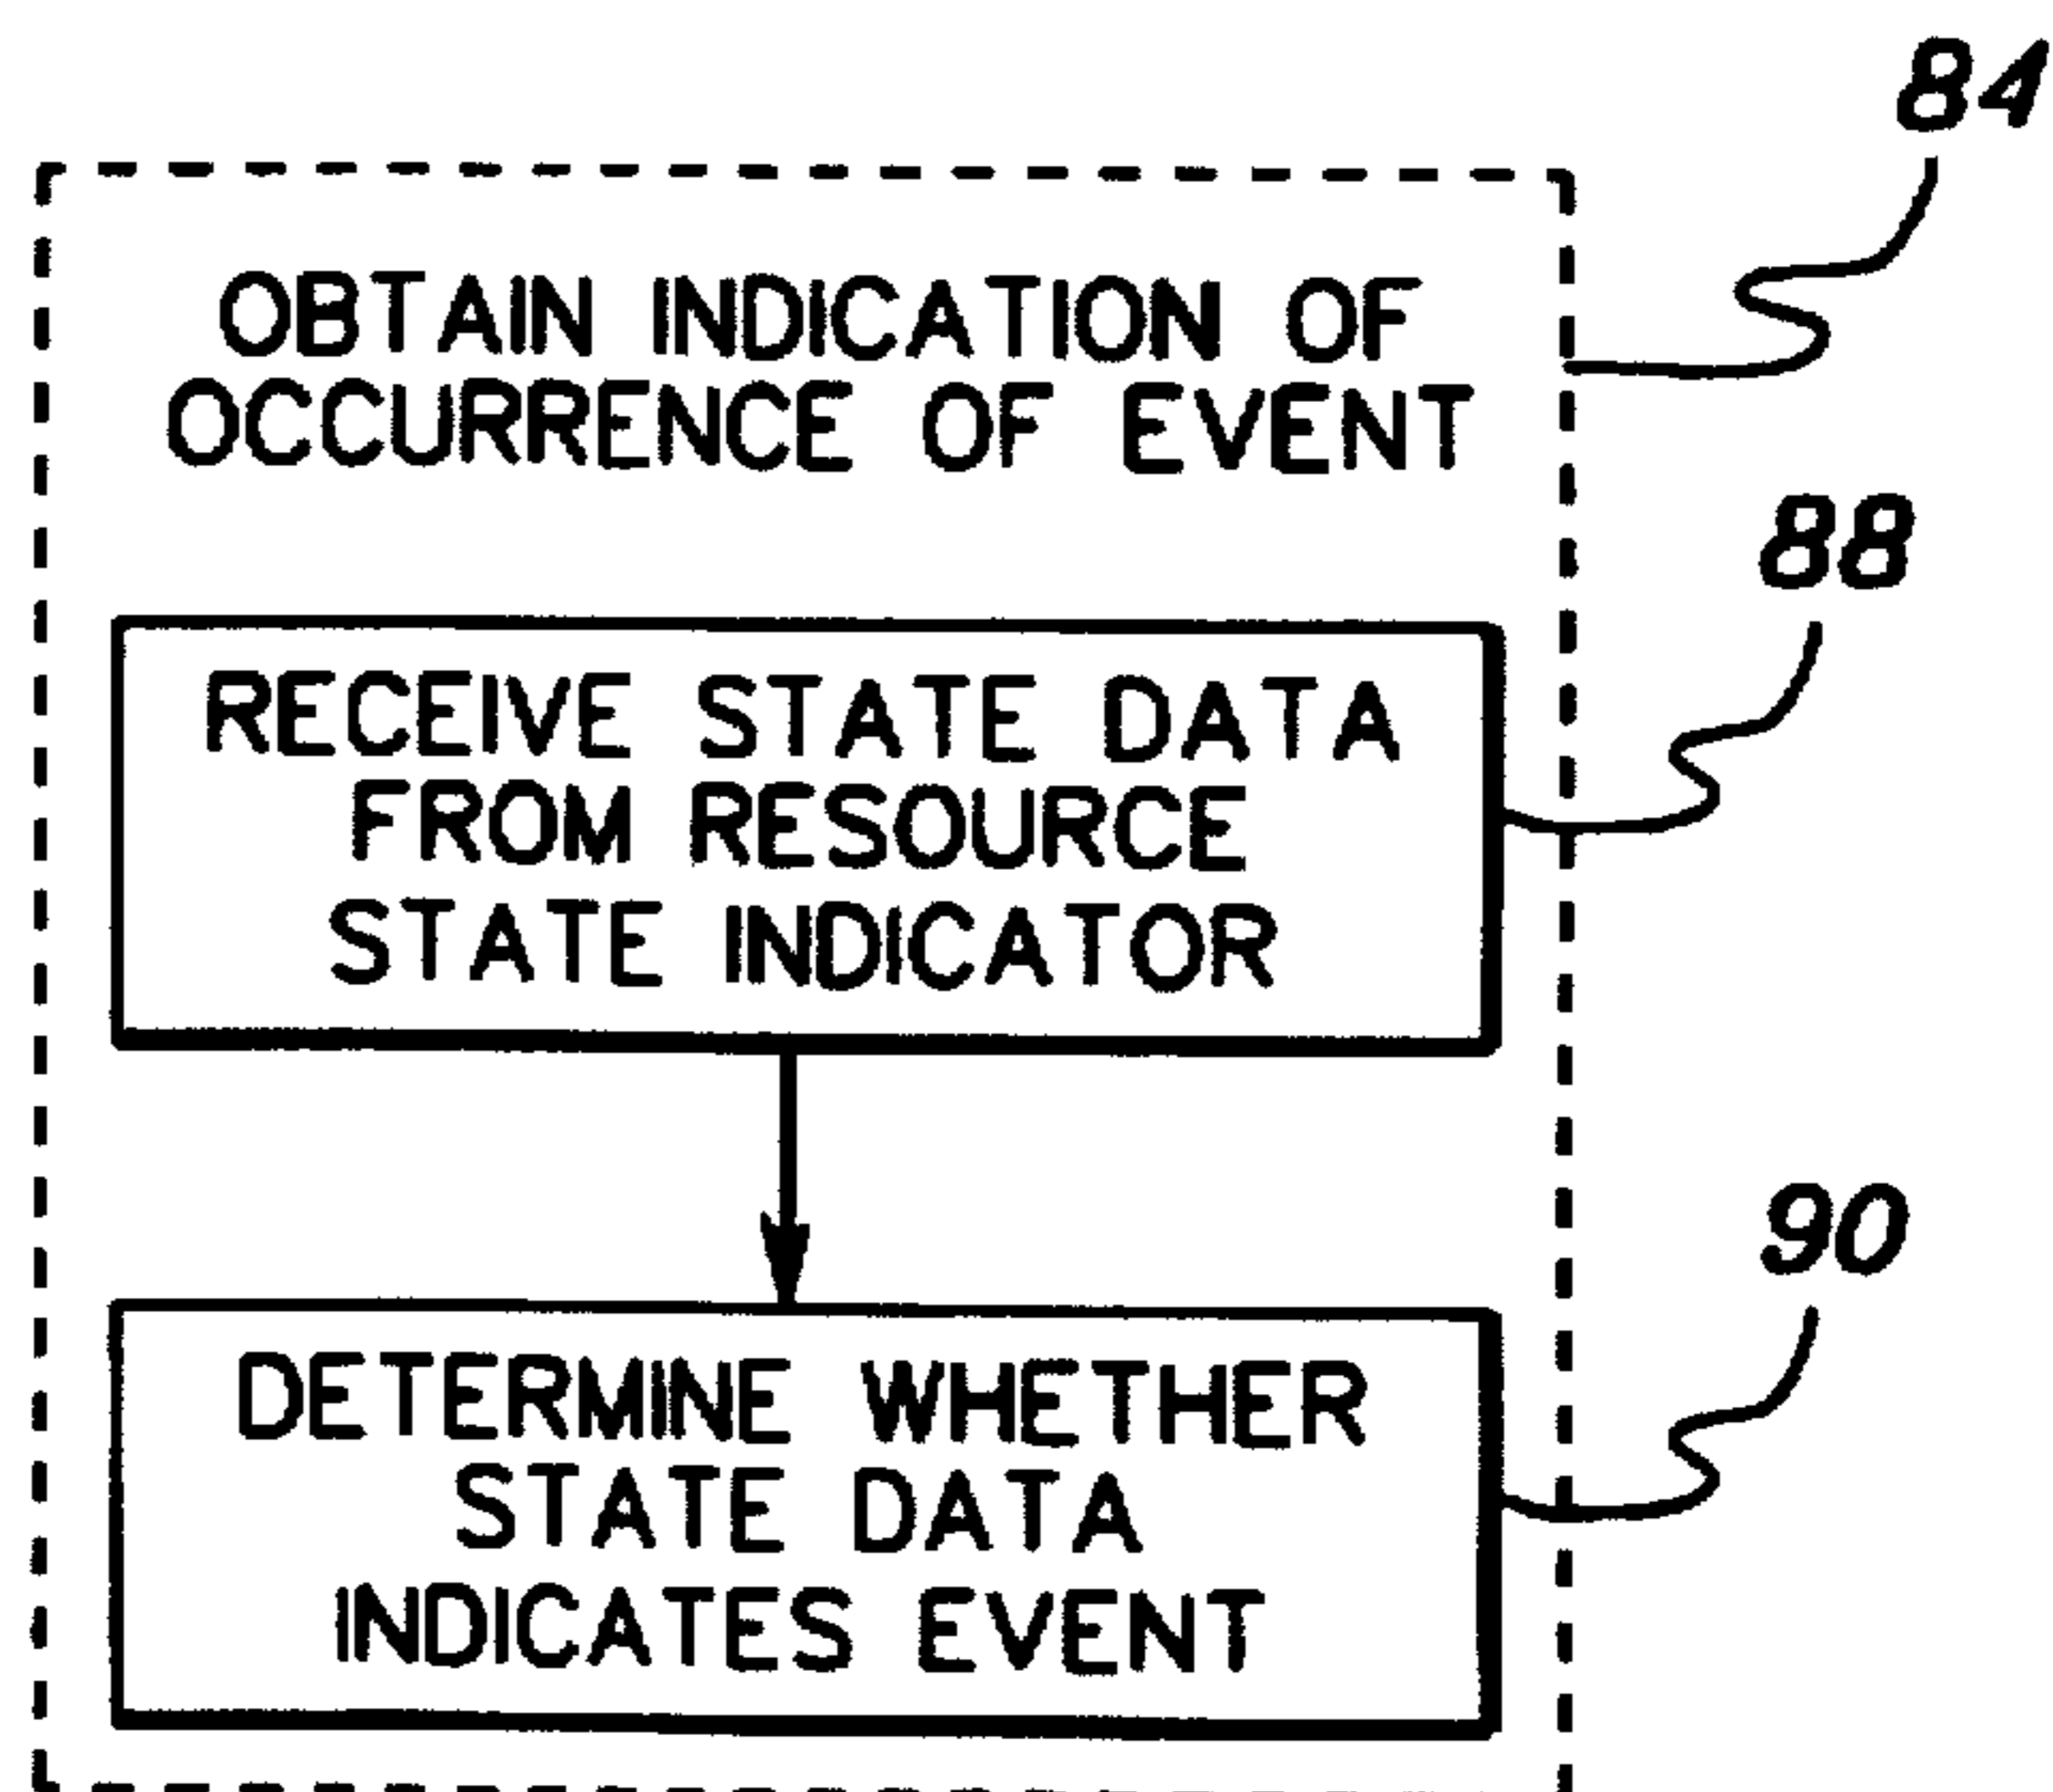 84
OBTAIN INDICATION OF
OCCURRENCE OF EVENT
88
RECEIVE STATE DATA
FROM RESOURCE
STATE INDICATOR
90
DETERMINE WHETHER
STATE DATA
INDICATES EVENT